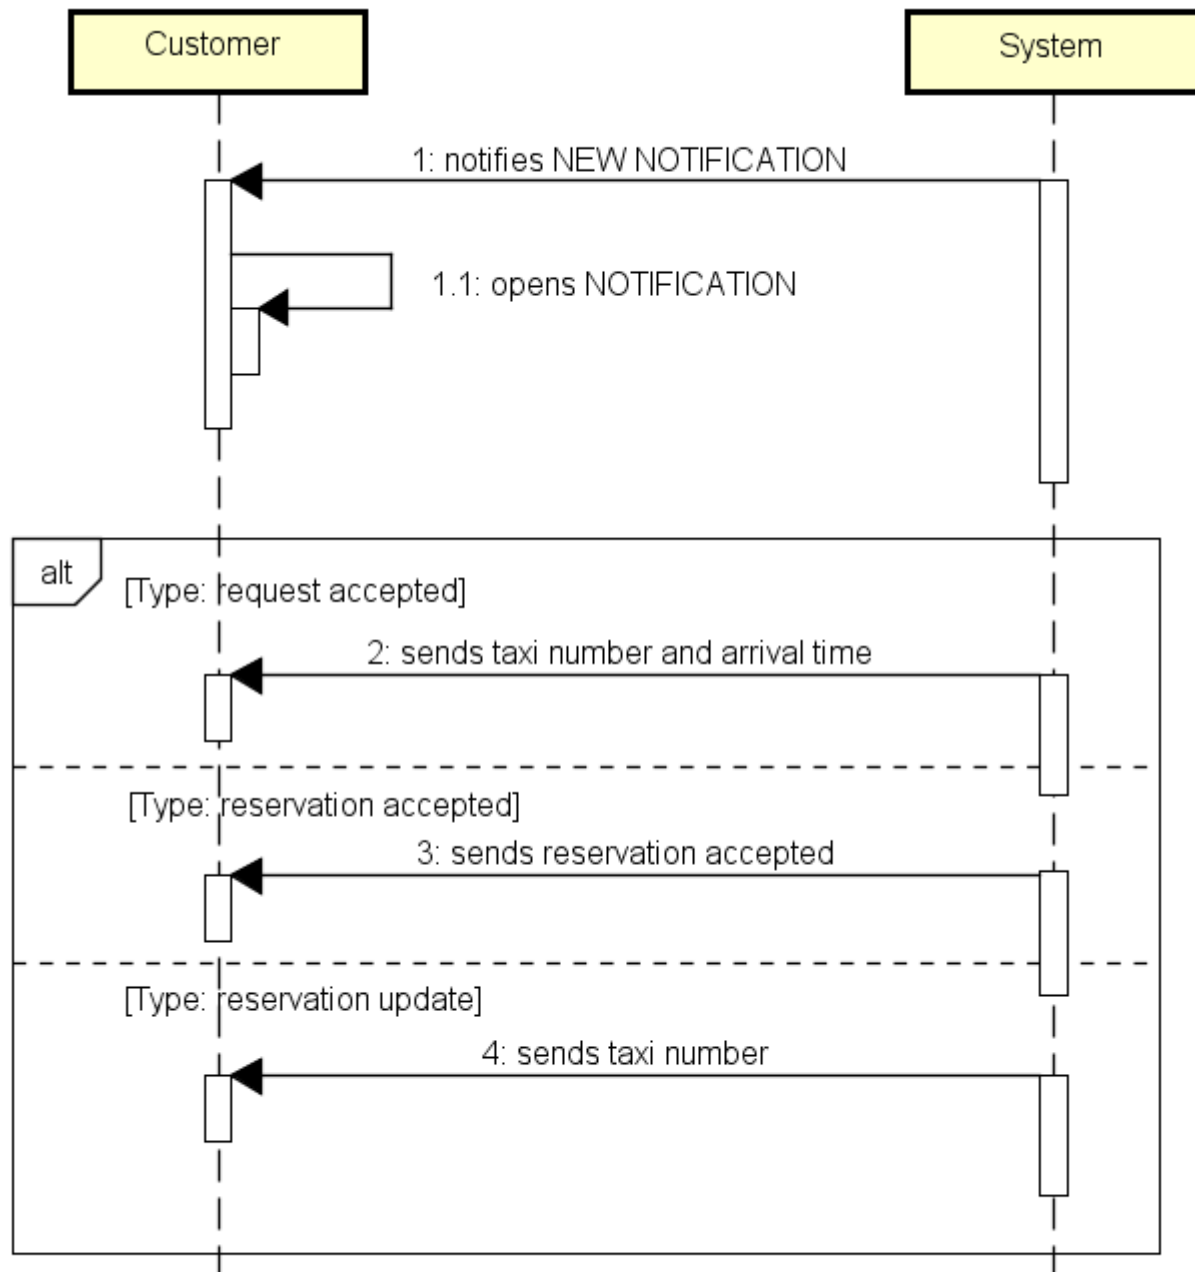 Customer
System
1: notifies NEW NOTIFICATION
1.1: opens NOTIFICATION
alt
[Type: request accepted]
2: sends taxi number and arrival time
[Type: reservation accepted]
3: sends reservation accepted
[Type: reservation update]
4: sends taxi number